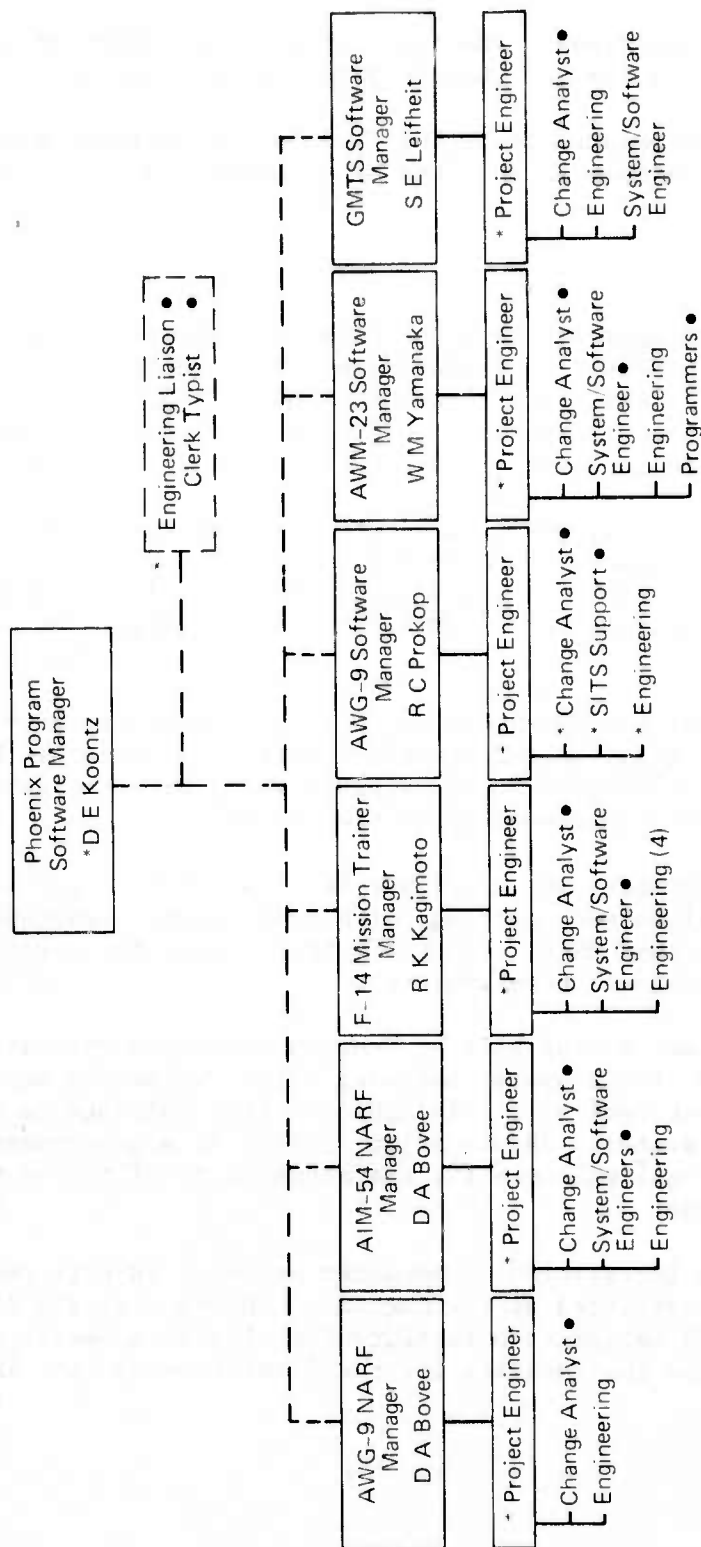 Phoenix Program
Software Manager
*D E Koontz
Engineering Liaison ●
Clerk Typist ●
AWG-9 NARF
Manager
D A Bovee
* Project Engineer
Change Analyst ●
Engineering
AIM-54 NARF
Manager
D A Bovee
* Project Engineer
Change Analyst ●
System/Software
Engineers ●
Engineering
F-14 Mission Trainer
Manager
R K Kagimoto
* Project Engineer
Change Analyst ●
System/Software
Engineer ●
Engineering (4)
AWG-9 Software
Manager
R C Prokop
* Project Engineer
* Change Analyst ●
* SITS Support ●
* Engineering
AWM-23 Software
Manager
W M Yamanaka
* Project Engineer
Change Analyst ●
System/Software
Engineer ●
Engineering
Programmers ●
GMTS Software
Manager
S E Leifheit
* Project Engineer
Change Analyst ●
Engineering
System/Software
Engineer